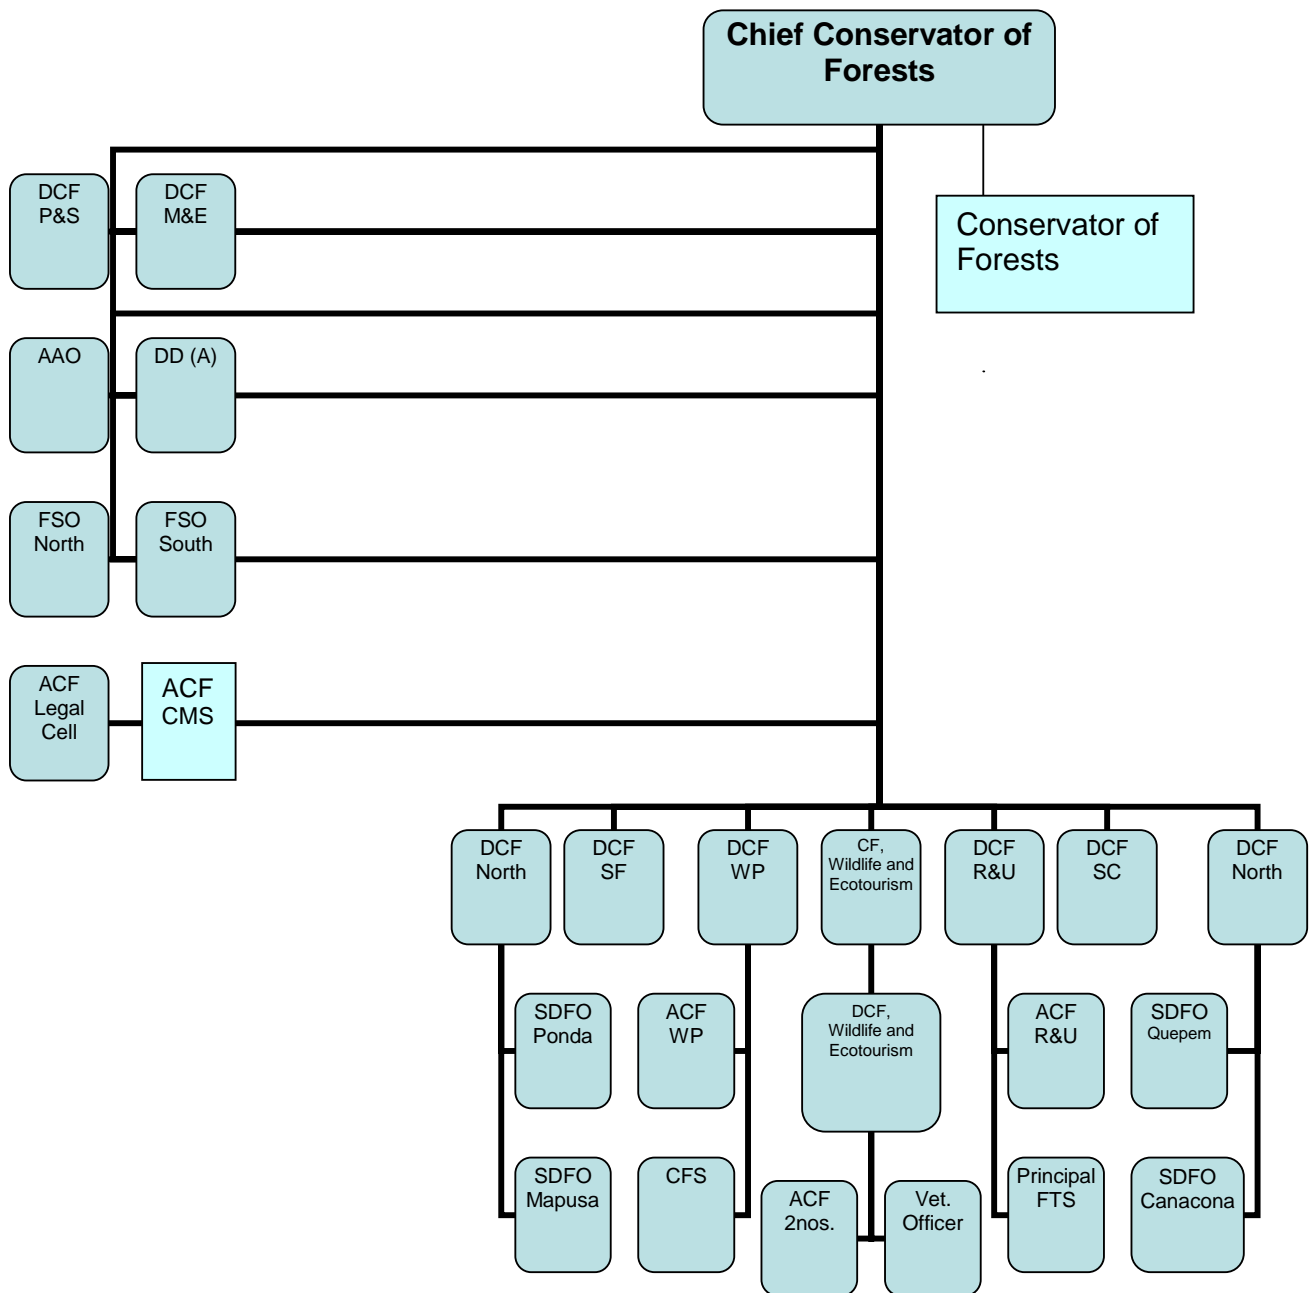 Chief Conservator of
Forests
Conservator of
Forests
DCF
P&S
DCF
M&E
AAO
DD (A)
FSO
North
FSO
South
ACF
Legal
Cell
ACF
CMS
DCF
North
DCF
SF
DCF
WP
CF,
Wildlife and
Ecotourism
DCF
R&U
DCF
SC
DCF
North
SDFO
Ponda
ACF
WP
DCF,
Wildlife and
Ecotourism
ACF
R&U
SDFO
Quepem
SDFO
Mapusa
CFS
ACF
2nos.
Vet.
Officer
Principal
FTS
SDFO
Canacona